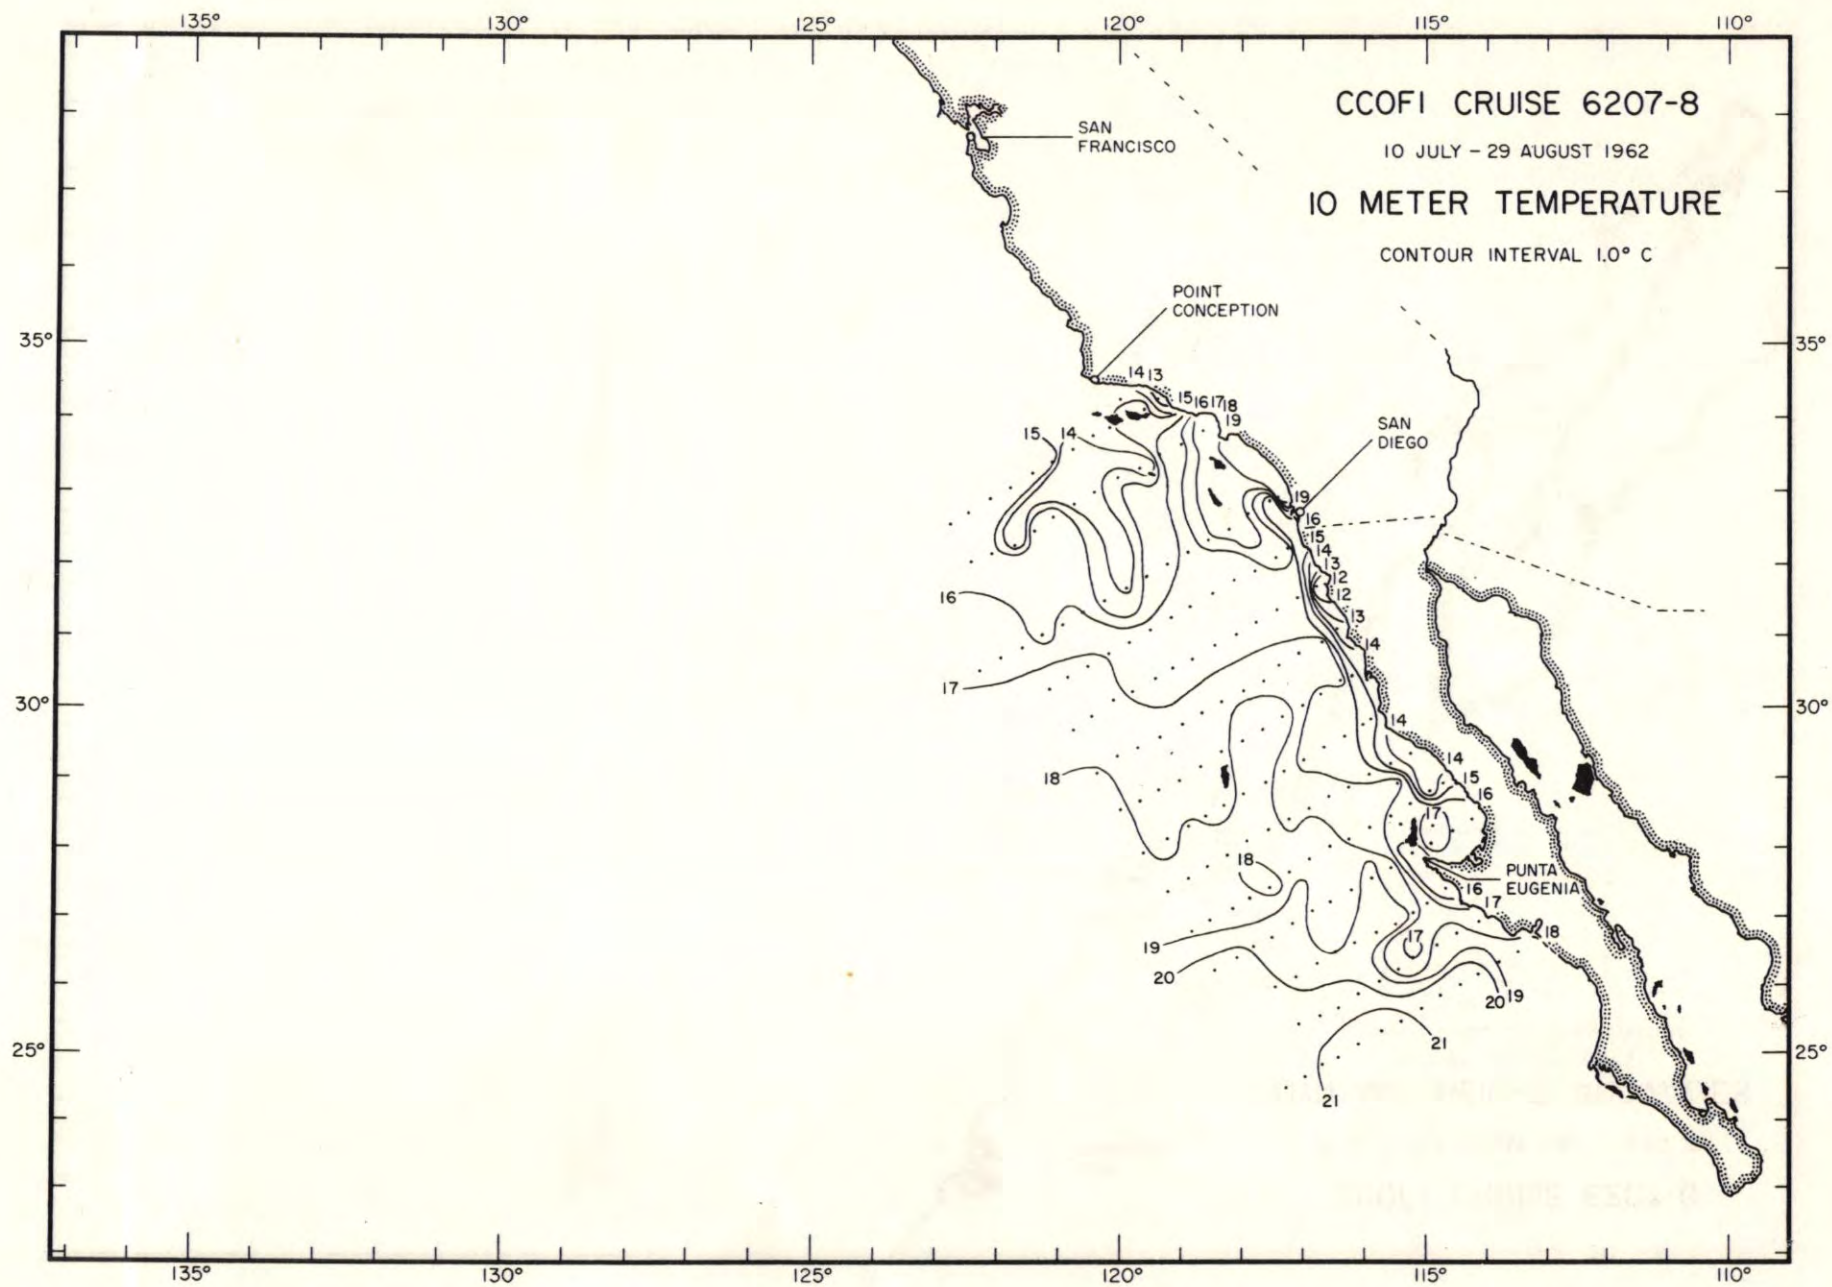 135° 130° 125° 120° 115° 110°
CCOFI CRUISE 6207-8
10 JULY – 29 AUGUST 1962
10 METER TEMPERATURE
CONTOUR INTERVAL 1.0° C
SAN
FRANCISCO
POINT
CONCEPTION
35° 35°
14 13
15 16 17 18
19
SAN
DIEGO
15 14
19
16
15
14
13
12
12
13
14
16
17
30° 30°
14
14
15
16
17
18
18
PUNTA
EUGENIA
16
17
18
17
19
20
20 19
21
21
25° 25°
135° 130° 125° 120° 115° 110°